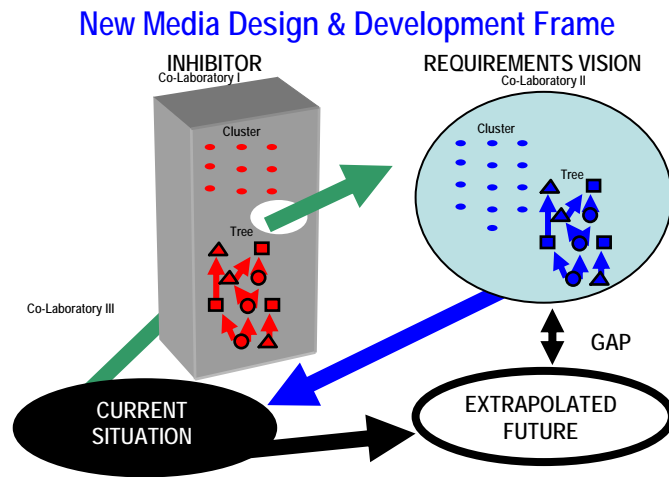 New Media Design & Development Frame
INHIBITOR
Co-Laboratory I
REQUIREMENTS VISION
Co-Laboratory II
Cluster
Tree
Cluster
Tree
Co-Laboratory III
GAP
CURRENT
SITUATION
EXTRAPOLATED
FUTURE